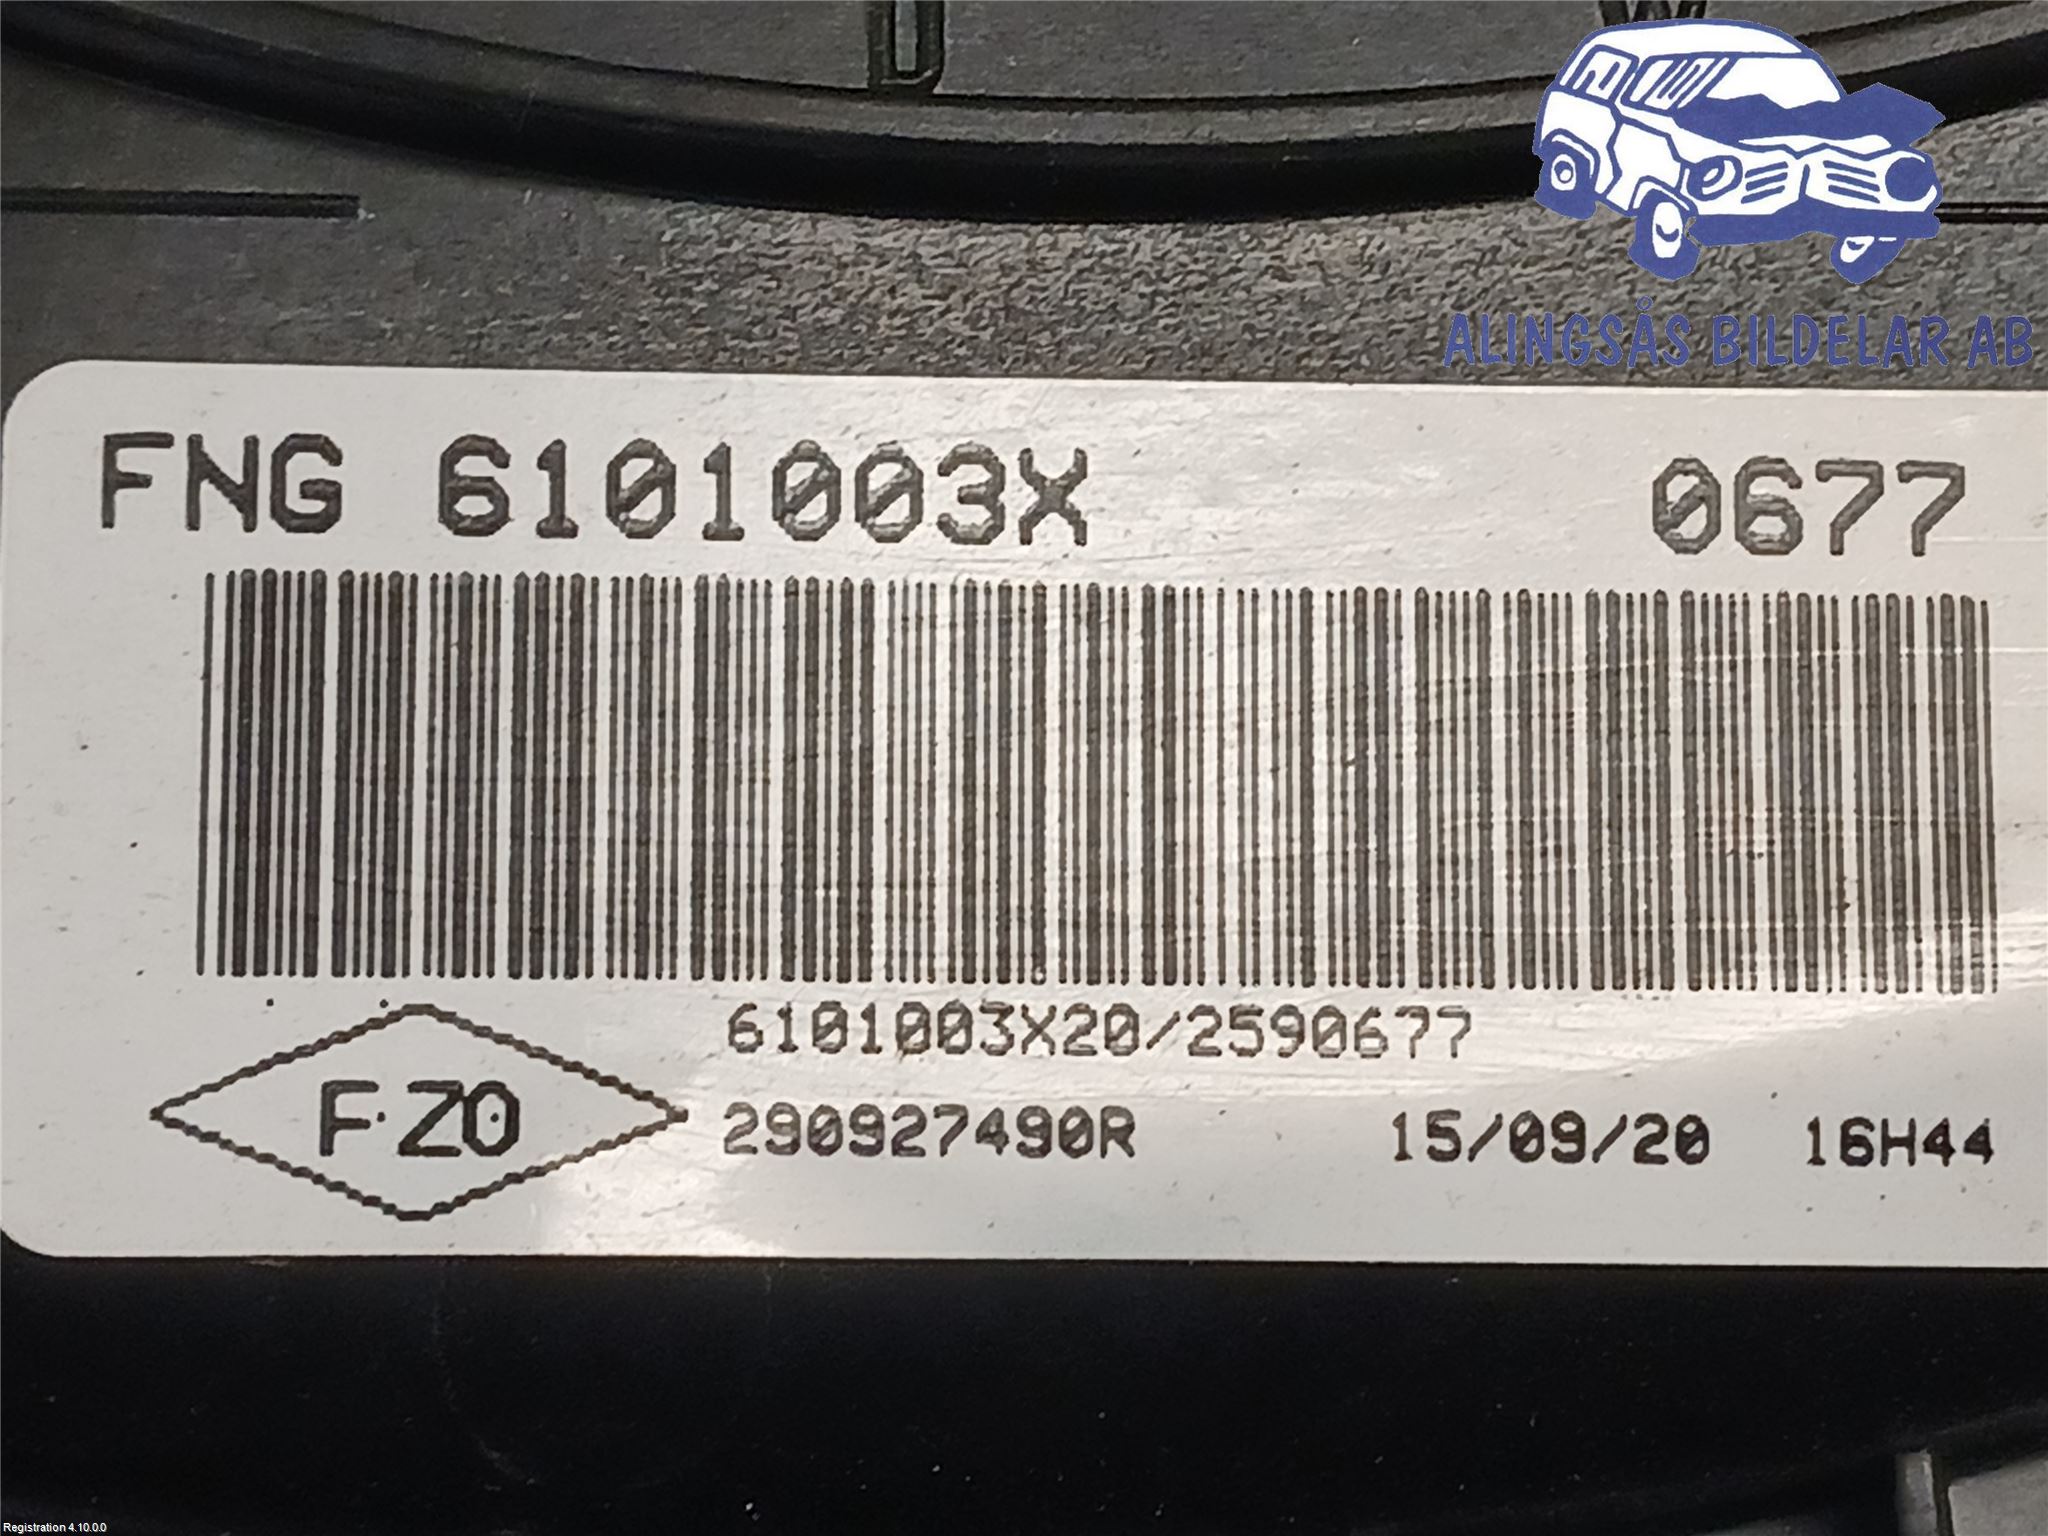 ALINGSÅS BILDELAR AB
FNG 6101003X 0677
6101003X20/2590677
F.ZO 290927490R 15/09/20 16H44
Registration 4.10.0.0